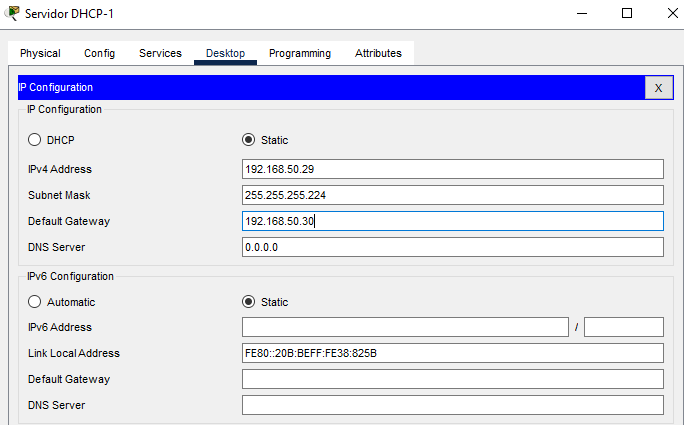 Servidor DHCP-1
Physical Config Services Desktop Programming Attributes
IP Configuration X
IP Configuration
DHCP Static
IPv4 Address 192.168.50.29
Subnet Mask 255.255.255.224
Default Gateway 192.168.50.30
DNS Server 0.0.0.0
IPv6 Configuration
Automatic Static
IPv6 Address /
Link Local Address FE80::20B:BEFF:FE38:825B
Default Gateway
DNS Server